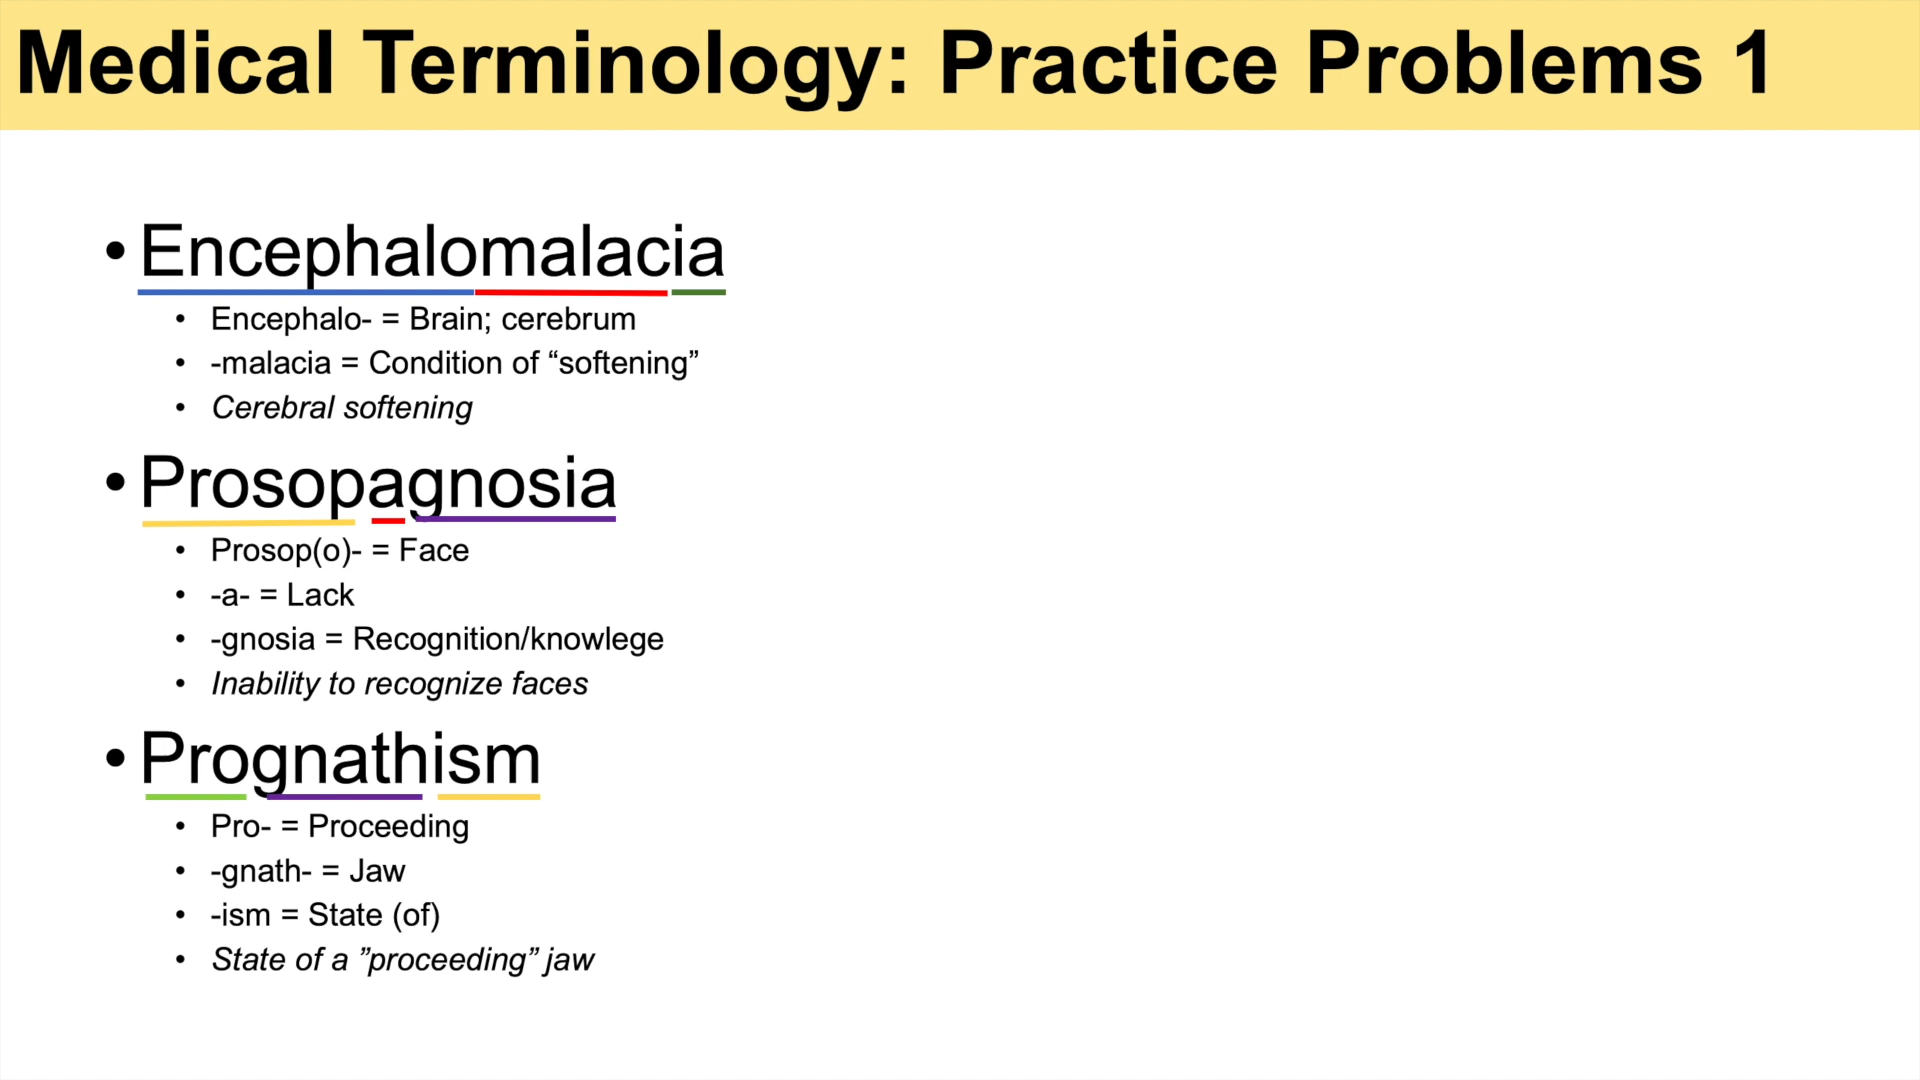 Medical Terminology: Practice Problems 1
• Encephalomalacia
• Encephalo- = Brain; cerebrum
• -malacia = Condition of “softening”
• Cerebral softening
• Prosopagnosia
• Prosop(o)- = Face
• -a- = Lack
• -gnosia = Recognition/knowlege
• Inability to recognize faces
• Prognathism
• Pro- = Proceeding
• -gnath- = Jaw
• -ism = State (of)
• State of a ”proceeding” jaw